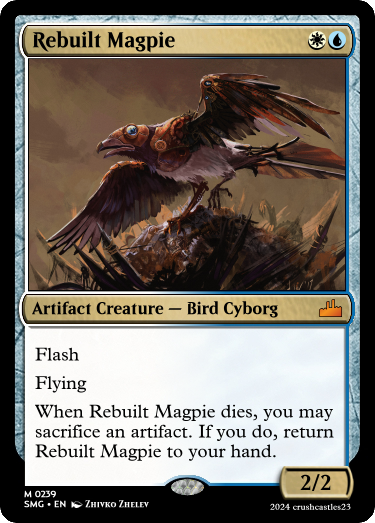 Rebuilt Magpie
Artifact Creature — Bird Cyborg
Flash
Flying
When Rebuilt Magpie dies, you may
sacrifice an artifact. If you do, return
Rebuilt Magpie to your hand.
2/2
M 0239
SMG • EN Zhivko Zhelev
2024 crushcastles23